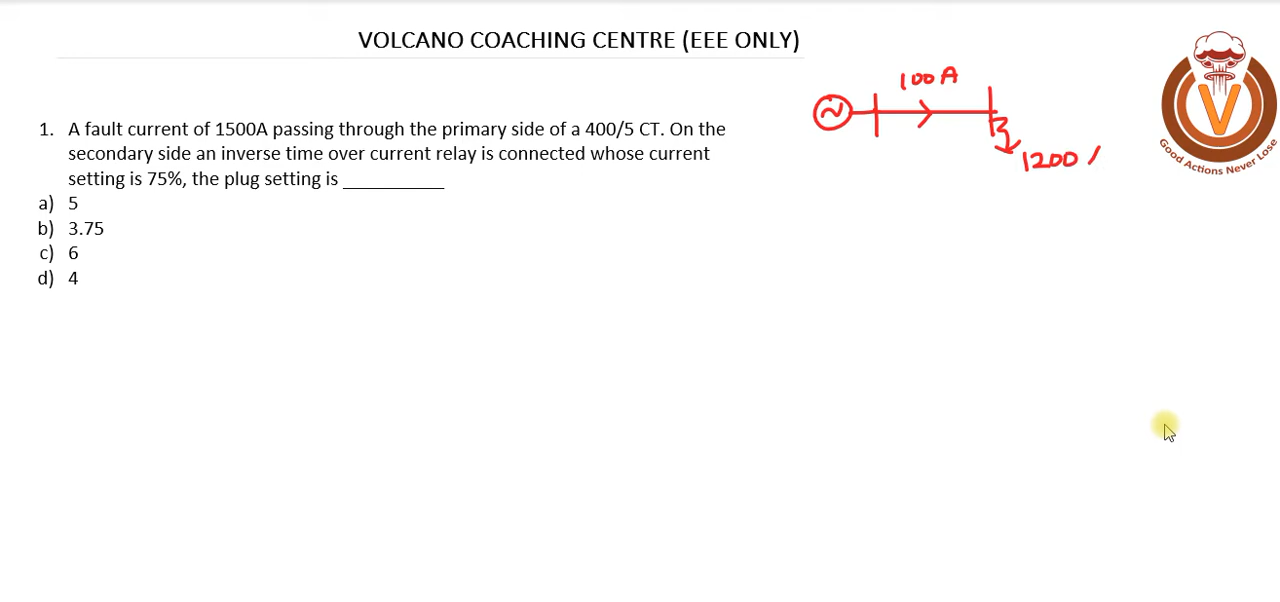 VOLCANO COACHING CENTRE (EEE ONLY)
100 A
1. A fault current of 1500A passing through the primary side of a 400/5 CT. On the
secondary side an inverse time over current relay is connected whose current
setting is 75%, the plug setting is __________
a) 5
b) 3.75
c) 6
d) 4
1200 /
V
Good Actions Never Lose